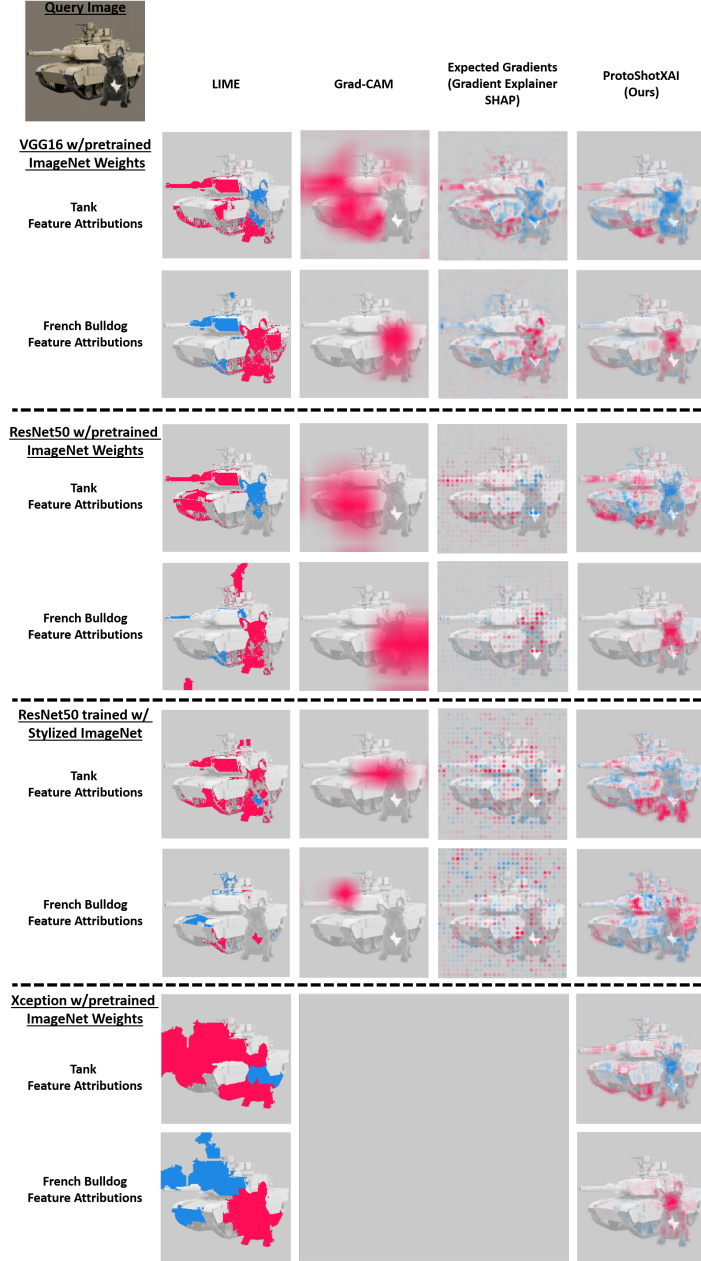 Query Image
LIME
Grad-CAM
Expected Gradients
(Gradient Explainer
SHAP)
ProtoShotXAI
(Ours)
VGG16 w/pretrained
ImageNet Weights
Tank
Feature Attributions
French Bulldog
Feature Attributions
ResNet50 w/pretrained
ImageNet Weights
Tank
Feature Attributions
French Bulldog
Feature Attributions
ResNet50 trained w/
Stylized ImageNet
Tank
Feature Attributions
French Bulldog
Feature Attributions
Xception w/pretrained
ImageNet Weights
Tank
Feature Attributions
French Bulldog
Feature Attributions